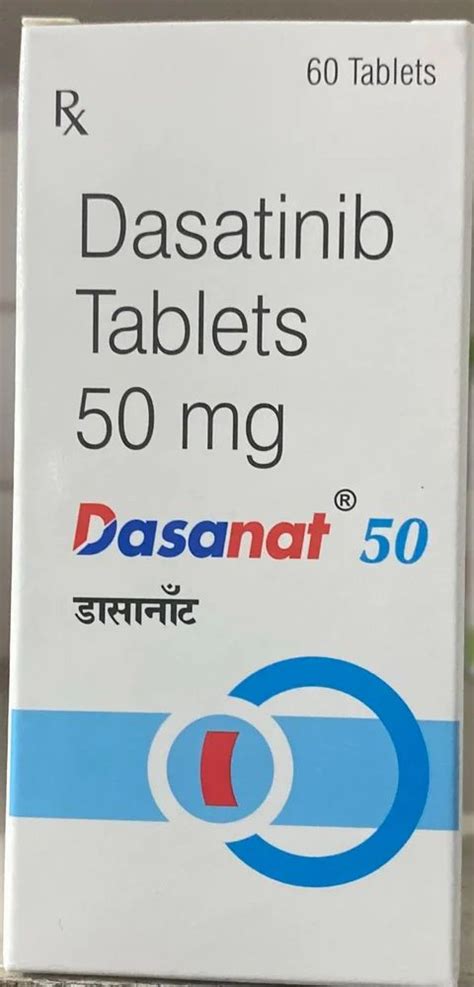 60 Tablets
Rx
Dasatinib
Tablets
50 mg
Dasanat® 50
डासानॉंट